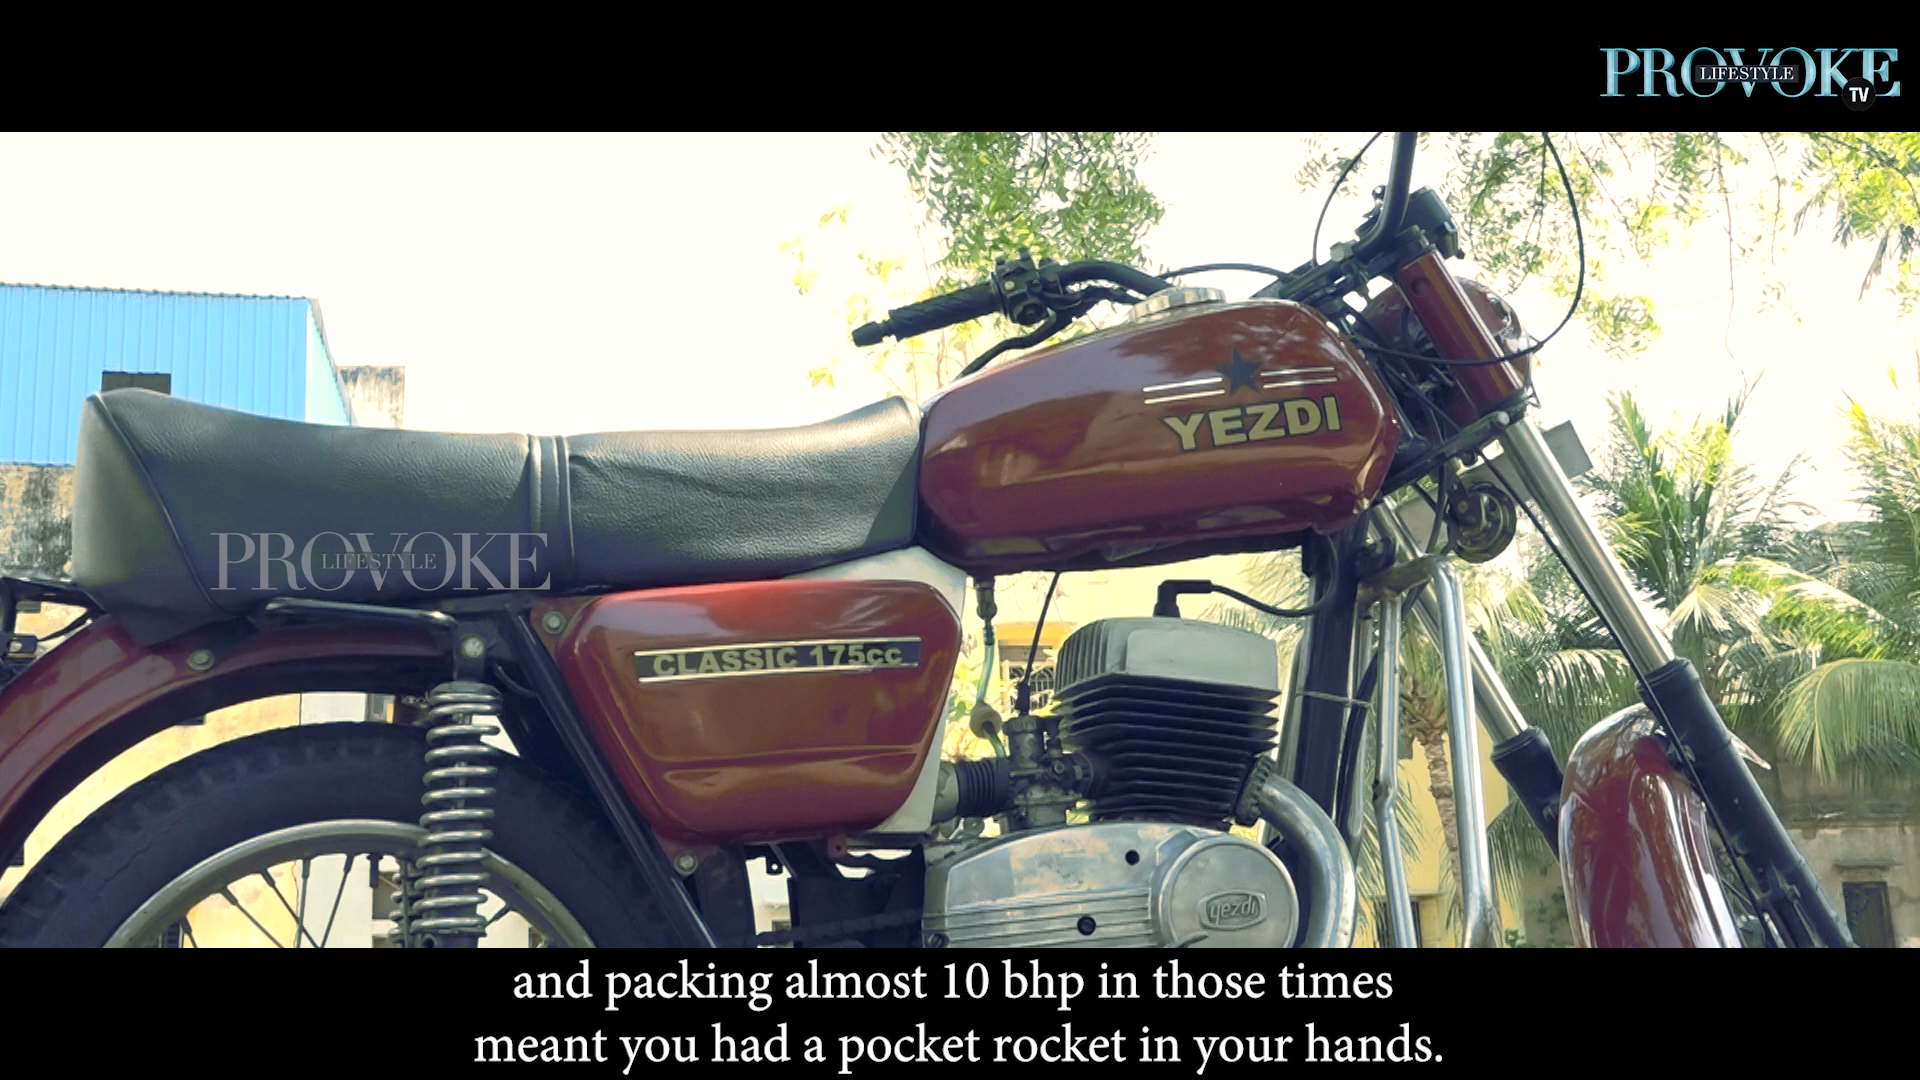 PROVOKE
LIFESTYLE
TV
YEZDI
PROVOKE
LIFESTYLE
CLASSIC 175cc
yezdi
and packing almost 10 bhp in those times
meant you had a pocket rocket in your hands.